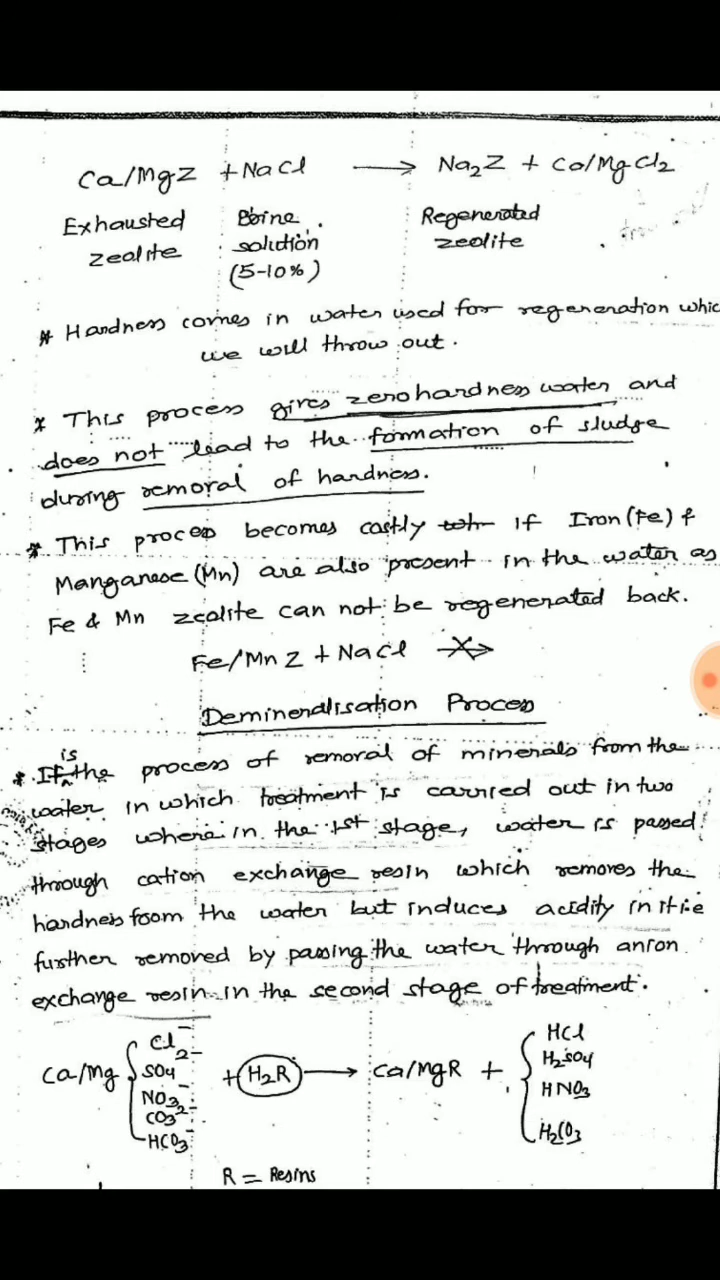 Ca/MgZ + NaCl → Na₂Z + Ca/MgCl₂
Exhausted Brine Regenerated
zeolite solution zeolite
(5-10%)
* Hardness comes in water used for regeneration whic
we will throw out.
* This process gives zero hardness water and
does not lead to the formation of sludge
during removal of hardness.
* This process becomes costly if Iron (Fe) &
Manganese (Mn) are also present in the water as
Fe & Mn zeolite can not be regenerated back.
Fe/Mn Z + NaCl ↛
Demineralisation Process
* It is the process of removal of minerals from the
water in which treatment is carried out in two
stages where in the 1st stage, water is passed
through cation exchange resin which removes the
hardness from the water but induces acidity in it i.e
further removed by passing the water through anion
exchange resin in the second stage of treatment.
Ca/Mg { Cl⁻ SO₄²⁻ NO₃⁻ CO₃²⁻ HCO₃⁻ + H₂R → Ca/MgR + { HCl H₂SO₄ HNO₃ H₂CO₃
R = Resins